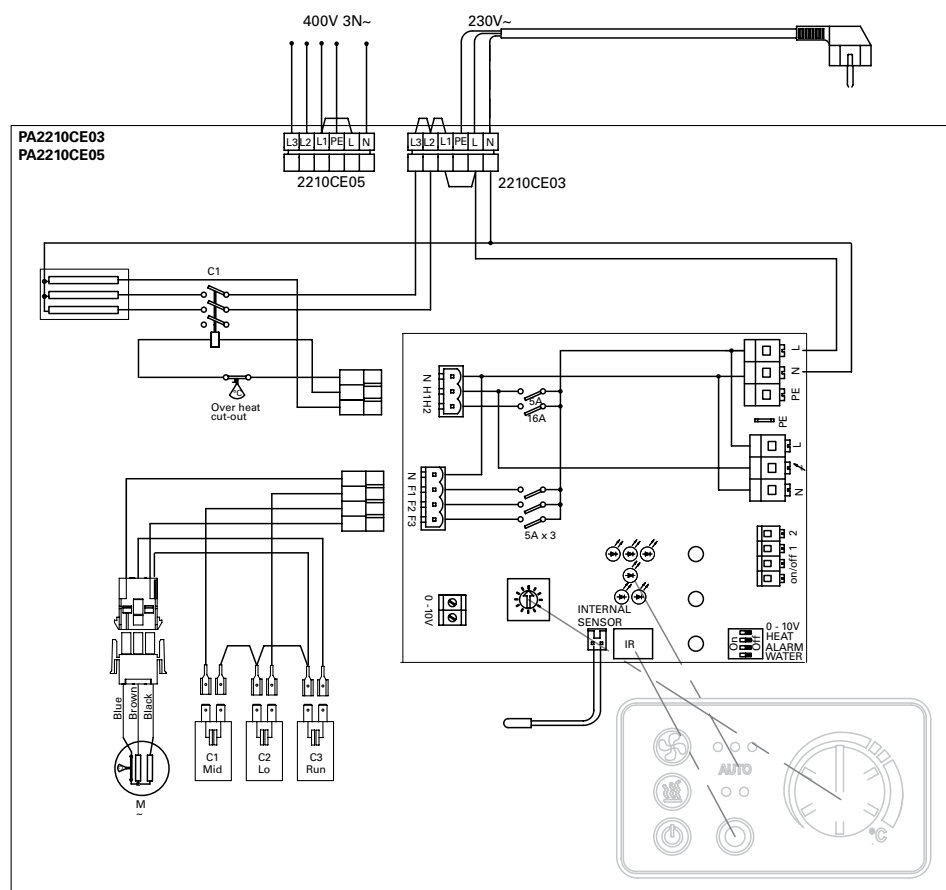 400V 3N~ 230V~
PA2210CE03
PA2210CE05
L3 L2 L1 PE L N
L3 L2 L1 PE L N
2210CE05
2210CE03
C1
°C
Over heat
cut-out
N H1 H2
5A
16A
L
N
PE
PE
L
N
N F1 F2 F3
5A x 3
on/off 1 2
0 - 10V
INTERNAL
SENSOR
IR
On Off
0 - 10V
HEAT
ALARM
WATER
Blue
Brown
Black
C1
Mid
C2
Lo
C3
Run
M
~
AUTO
°C